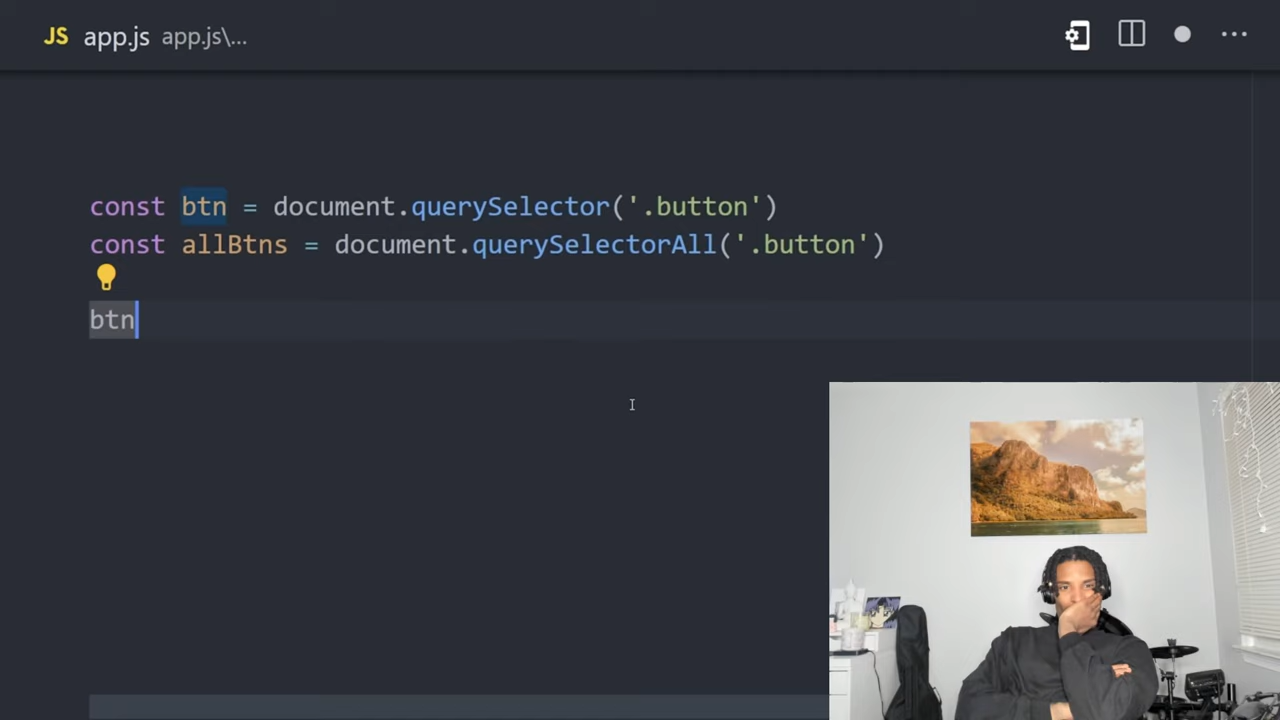 JS app.js app.js\...
const btn = document.querySelector('.button')
const allBtns = document.querySelectorAll('.button')
btn